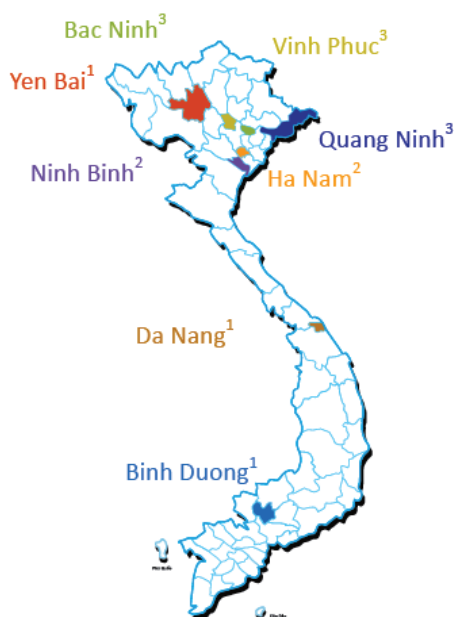 Bac Ninh³
Vinh Phuc³
Yen Bai¹
Quang Ninh³
Ninh Binh²
Ha Nam²
Da Nang¹
Binh Duong¹